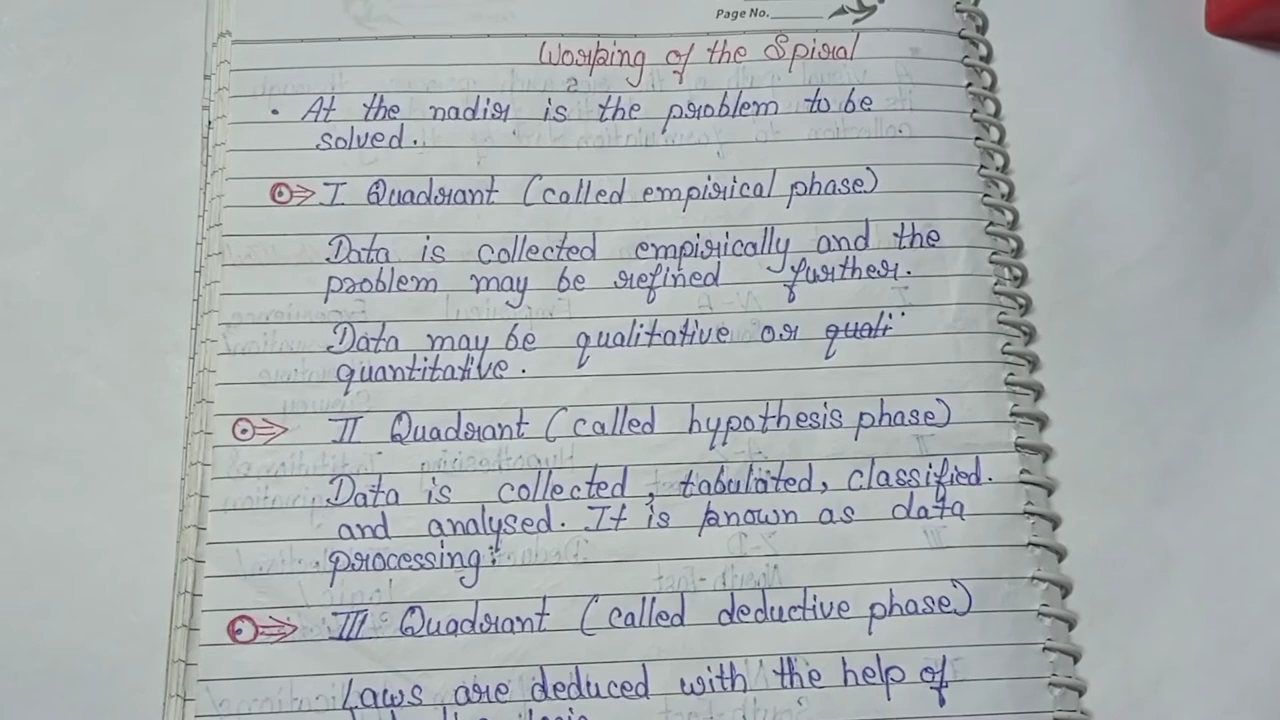 Page No.
Working of the Spiral
• At the nadir is the problem to be
solved.
I Quadrant (called empirical phase)
Data is collected empirically and the
problem may be refined further.
Data may be qualitative or quali
quantitative.
II Quadrant (called hypothesis phase)
Data is collected, tabulated, classified.
and analysed. It is known as data
processing.
III Quadrant (called deductive phase)
Laws are deduced with the help of